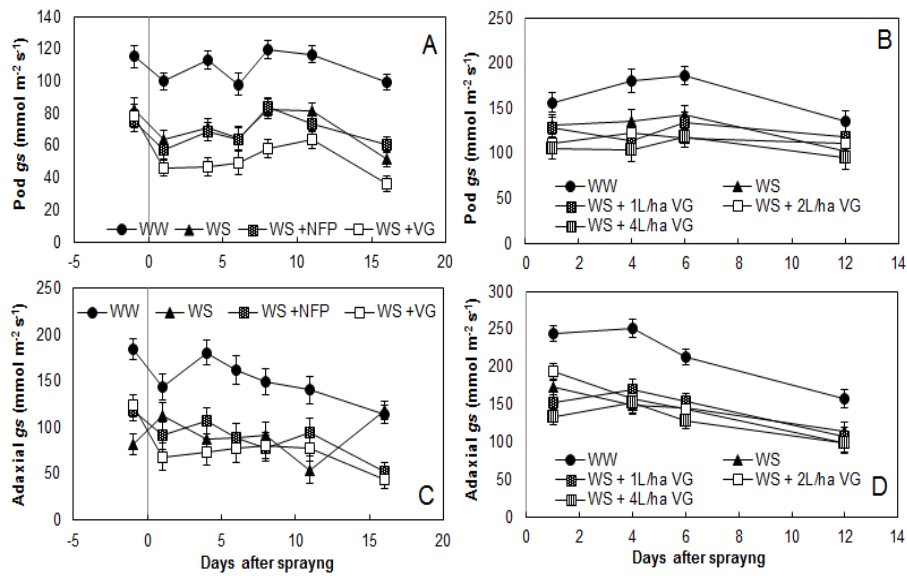 140
120
100
80
60
40
20
0
-5 0 5 10 15 20
Pod gs (mmol m-2 s-1)
A
WW WS WS +NFP WS +VG
250
200
150
100
50
0
0 2 4 6 8 10 12 14
Pod gs (mmol m-2 s-1)
B
WW WS
WS + 1L/ha VG WS + 2L/ha VG
WS + 4L/ha VG
250
200
150
100
50
0
-5 0 5 10 15 20
Adaxial gs (mmol m-2 s-1)
WW WS WS +NFP WS +VG
C
Days after sprayng
300
250
200
150
100
50
0
0 2 4 6 8 10 12 14
Adaxial gs (mmol m-2 s-1)
WW WS
WS + 1L/ha VG WS + 2L/ha VG
WS + 4L/ha VG
D
Days after sprayng